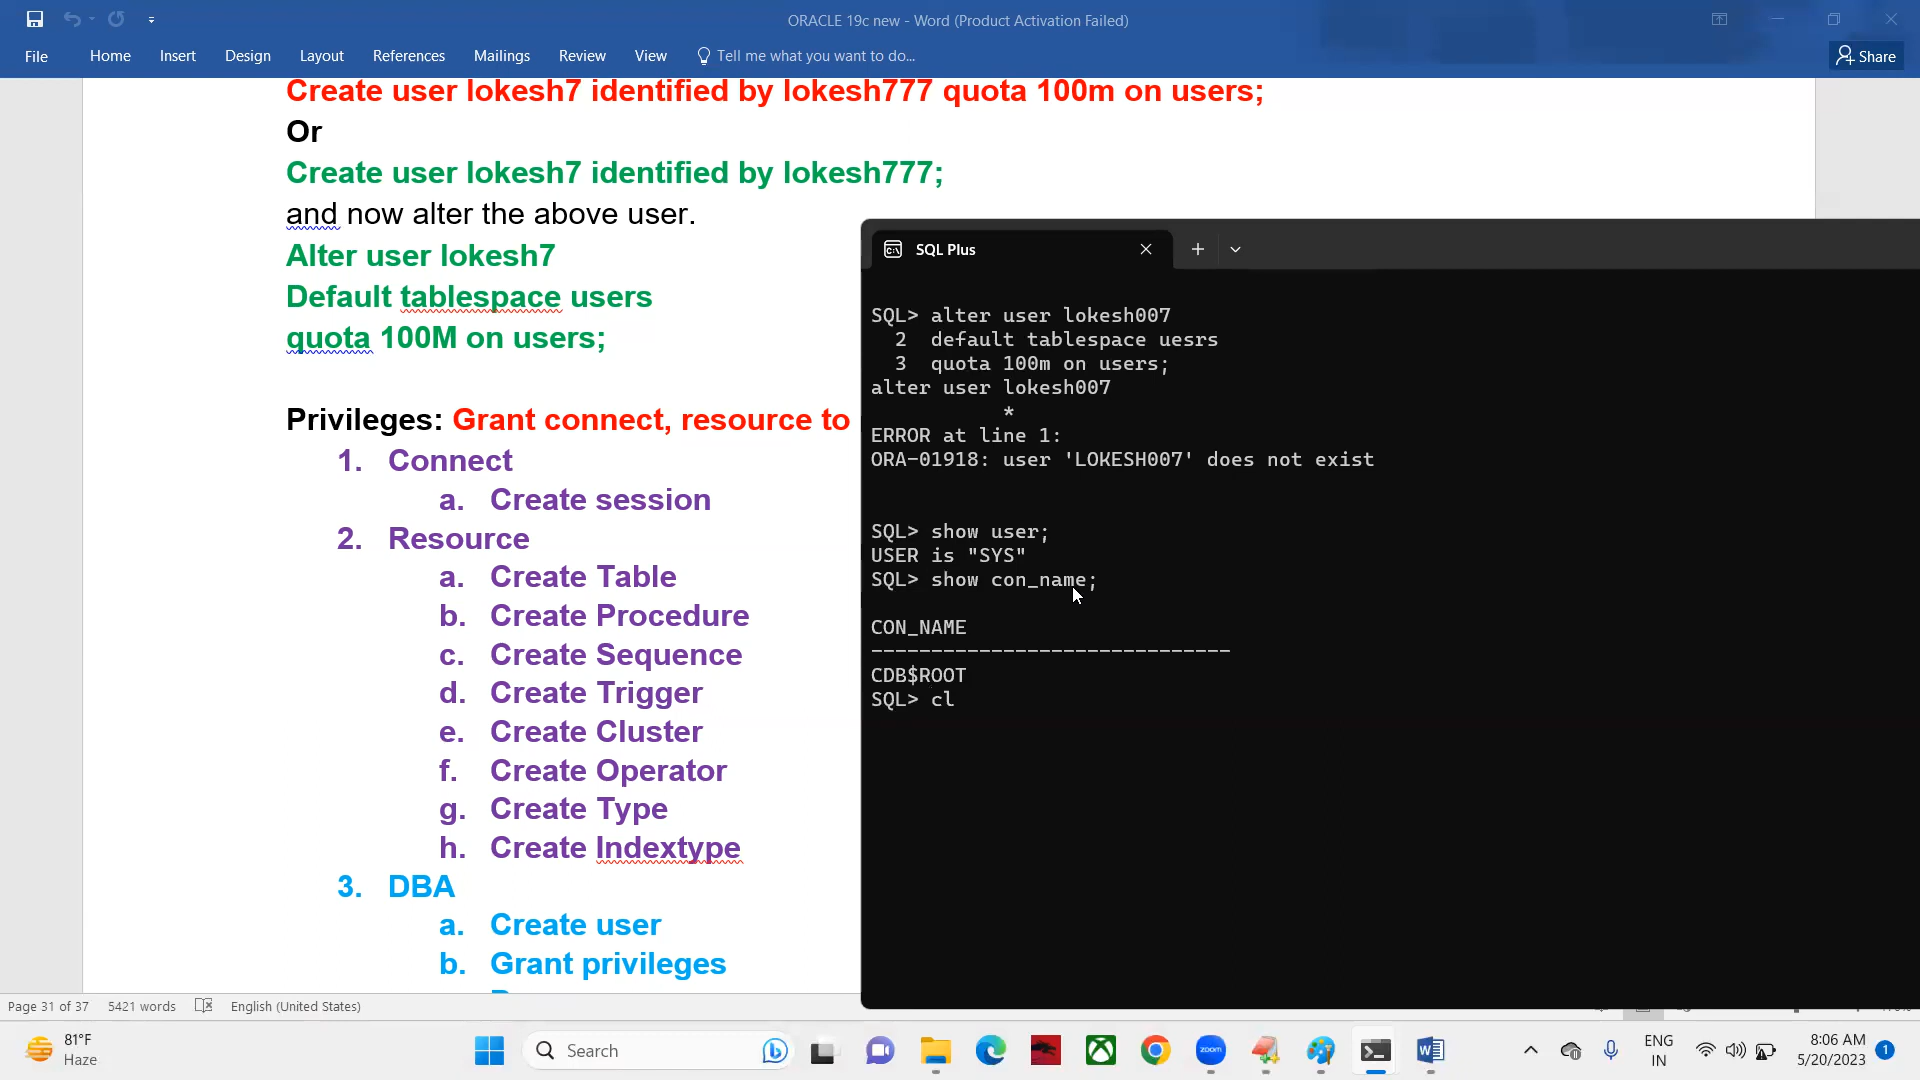 ORACLE 19c new - Word (Product Activation Failed)
File Home Insert Design Layout References Mailings Review View Tell me what you want to do... Share
Create user lokesh7 identified by lokesh777 quota 100m on users;
Or
Create user lokesh7 identified by lokesh777;
and now alter the above user.
Alter user lokesh7
Default tablespace users
quota 100M on users;
Privileges: Grant connect, resource to
1. Connect
a. Create session
2. Resource
a. Create Table
b. Create Procedure
c. Create Sequence
d. Create Trigger
e. Create Cluster
f. Create Operator
g. Create Type
h. Create Indextype
3. DBA
a. Create user
b. Grant privileges
SQL Plus
SQL> alter user lokesh007
2 default tablespace uesrs
3 quota 100m on users;
alter user lokesh007
*
ERROR at line 1:
ORA-01918: user 'LOKESH007' does not exist
SQL> show user;
USER is "SYS"
SQL> show con_name;
CON_NAME
------------------------------
CDB$ROOT
SQL> cl
Page 31 of 37 5421 words English (United States)
81°F
Haze
Search
zoom
ENG
IN
8:06 AM
5/20/2023
1